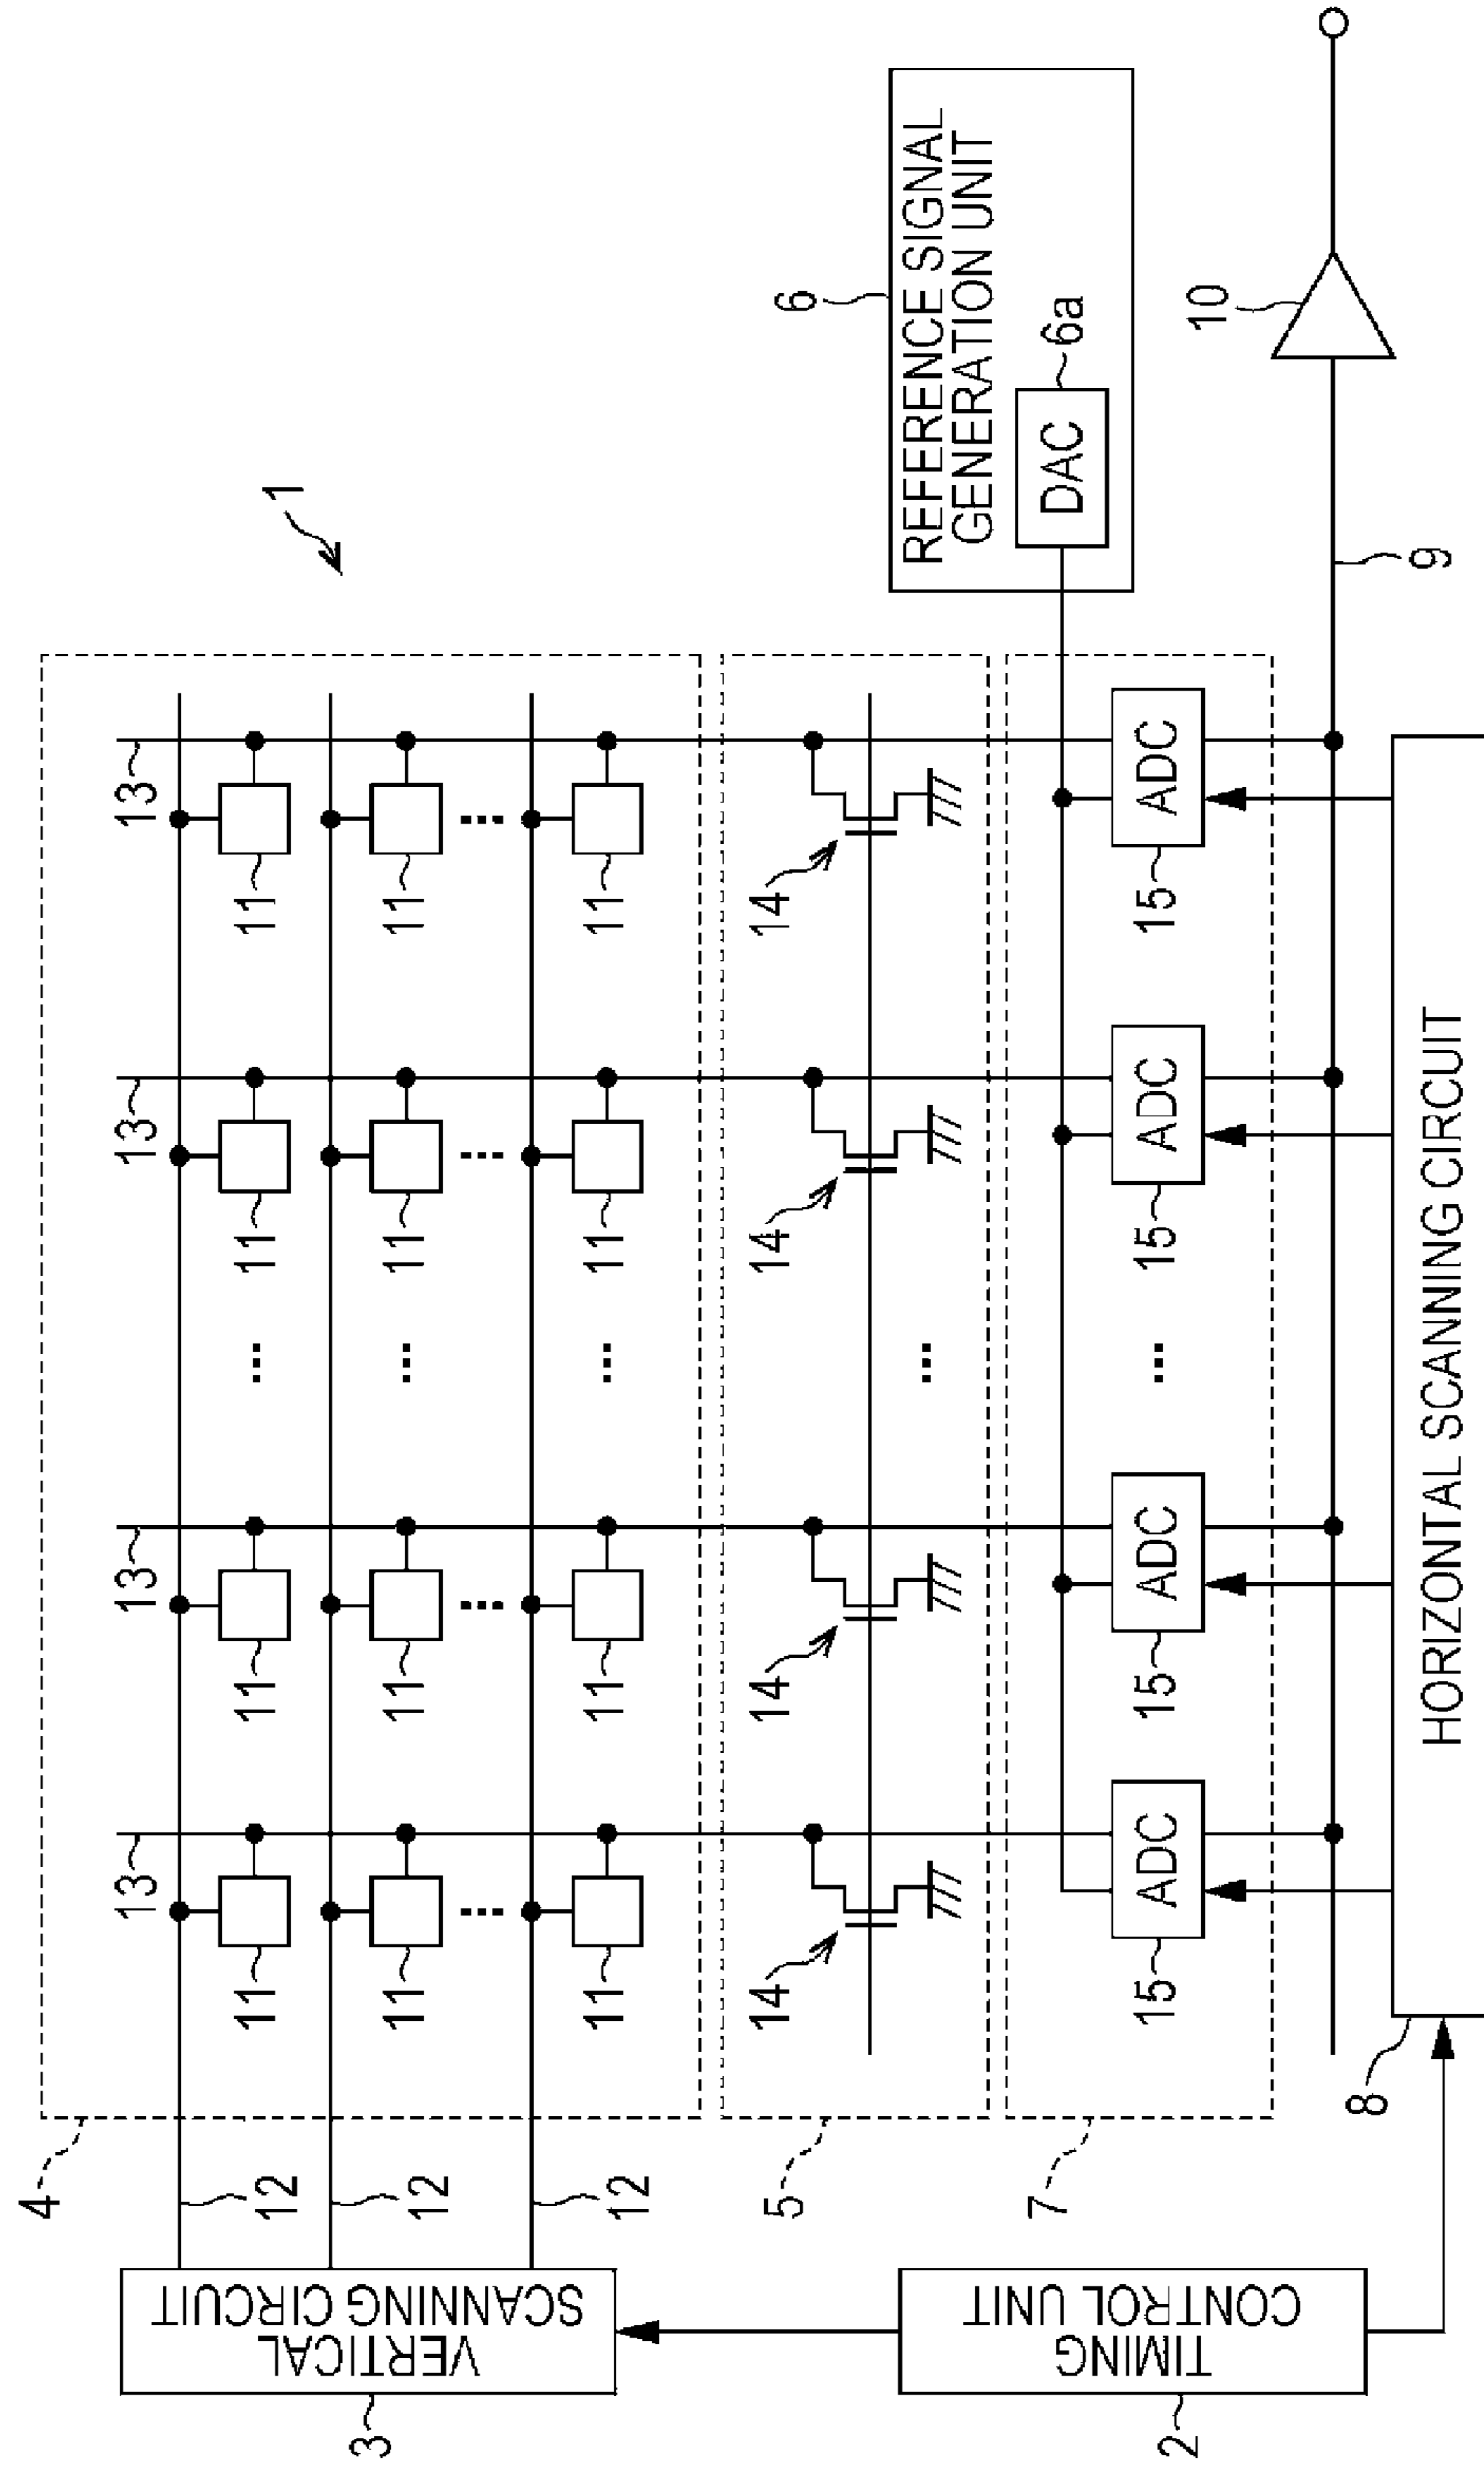 1
4
13 13 13 13
12 11 11 11 11
3
VERTICAL
SCANNING CIRCUIT
12 11 11 11 11
12 11 11 11 11
5
14 14 14 14
6
REFERENCE SIGNAL
GENERATION UNIT
DAC 6a
7
ADC ADC ADC ADC
15 15 15 15
2
TIMING
CONTROL UNIT
10
9
8
HORIZONTAL SCANNING CIRCUIT